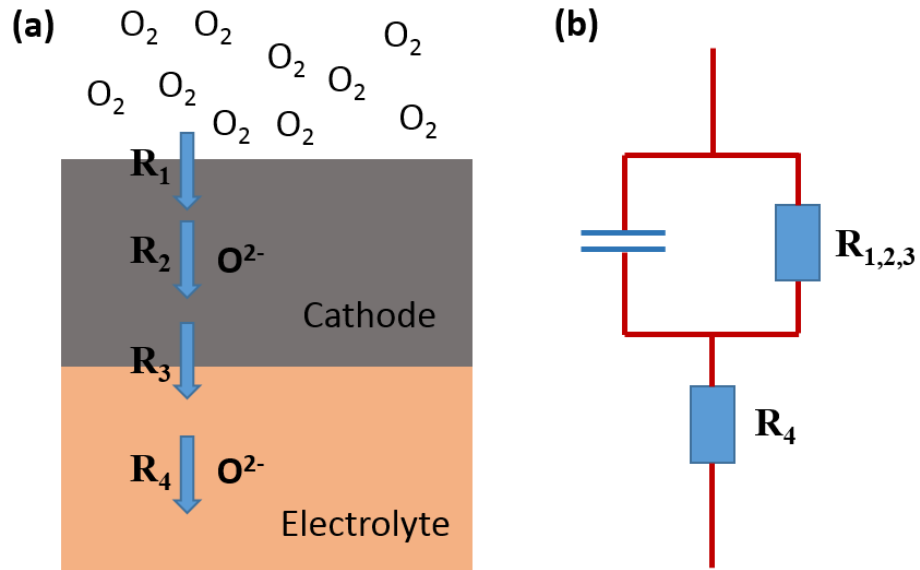 (a)
O₂ O₂ O₂
O₂ O₂
O₂ O₂
O₂ O₂ O₂
R₁
R₂ O²⁻
Cathode
R₃
R₄ O²⁻
Electrolyte
(b)
R₁,₂,₃
R₄